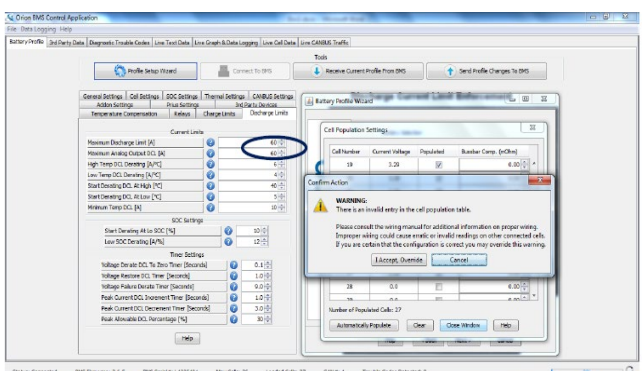 Orion BMS Control Application
File Data Logging Help
Battery Profile 3rd Party Data Diagnostic Trouble Codes Live Text Data Live Graph & Data Logging Live Cell Data Live CANBUS Traffic
Tools
Profile Setup Wizard Connect To BMS Receive Current Profile From BMS Send Profile Changes To BMS
General Settings Cell Settings SOC Settings Thermal Settings CANBUS Settings
Addon Settings Prius Settings 3rd Party Devices
Temperature Compensation Relays Charge Limits Discharge Limits
Current Limits
Maximum Discharge Limit [A] 60
Maximum Analog Output DCL [A] 60
High Temp DCL Derating [A/°C] 6
Low Temp DCL Derating [A/°C] 4
Start Derating DCL At High [°C] 40
Start Derating DCL At Low [°C] 5
Minimum Temp DCL [A] 10
SOC Settings
Start Derating At Lo SOC [%] 10
Low SOC Derating [A/%] 12
Timer Settings
Voltage Derate DCL To Zero Timer [Seconds] 0.1
Voltage Restore DCL Timer [Seconds] 1.0
Voltage Failure Derate Timer [Seconds] 9.0
Peak Current DCL Increment Timer [Seconds] 1.0
Peak Current DCL Decrement Timer [Seconds] 3.0
Peak Allowable DCL Percentage [%] 30
Help
Battery Profile Wizard
Discharge Current Limit
Cell Population Settings
Cell Number Current Voltage Populated Busbar Comp. (mOhm)
19 3.29 0.00
Confirm Action
WARNING:
There is an invalid entry in the cell population table.
Please consult the wiring manual for additional information on proper wiring.
Improper wiring could cause erratic or invalid readings on other connected cells.
If you are certain that the configuration is correct you may override this warning.
I Accept, Override Cancel
28 0.0 0.00
29 0.0
Number of Populated Cells: 27
Automatically Populate Clear Close Window Help